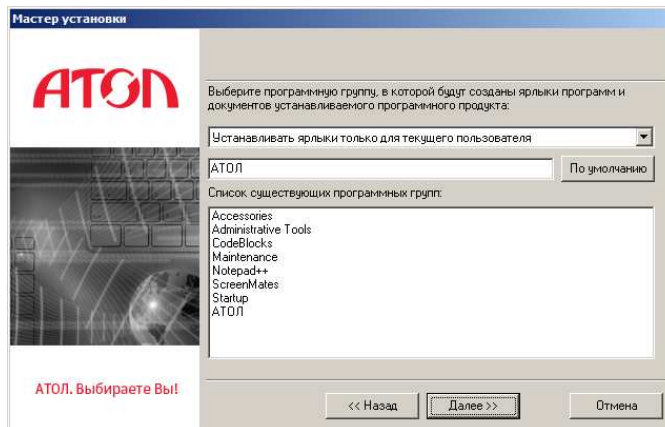 Мастер установки
АТОЛ
Выберите программную группу, в которой будут созданы ярлыки программ и
документов устанавливаемого программного продукта:
Устанавливать ярлыки только для текущего пользователя
АТОЛ
По умолчанию
Список существующих программных групп:
Accessories
Administrative Tools
CodeBlocks
Maintenance
Notepad++
ScreenMates
Startup
АТОЛ
АТОЛ. Выбираете Вы!
<< Назад
Далее >>
Отмена